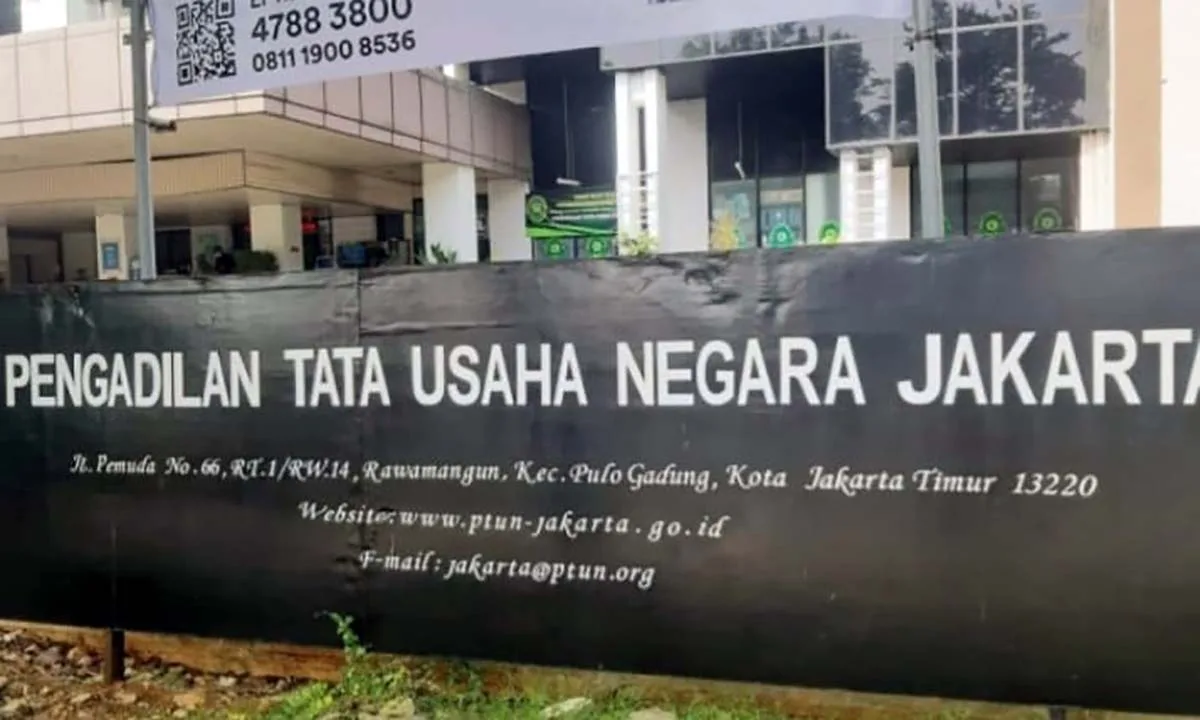 4788 3800
0811 1900 8536
PENGADILAN TATA USAHA NEGARA JAKARTA
Jl. Pemuda No.66, RT.1/RW.14, Rawamangun, Kec. Pulo Gadung, Kota Jakarta Timur 13220
Website: www.ptun-jakarta.go.id
E-mail: jakarta@ptun.org